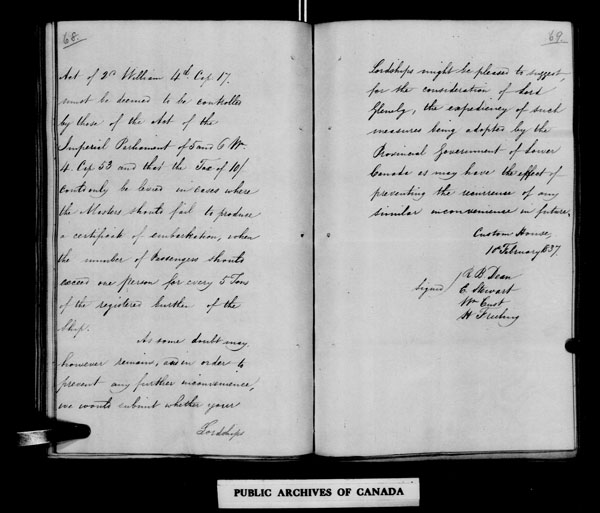 68.
Act of 2d William 4th Cap 17.
must be deemed to be controlled
by those of the Act of the
Imperial Parliament of 5 and 6 Wm.
4. Cap 53 and that the Tax of 10/
could only be levied in cases where
the Masters should fail to produce
a certificate of embarkation, when
the number of Passengers should
exceed one person for every 5 Tons
of the registered burthen of the
Ship.
As some doubt may
however remain, and in order to
prevent any further inconvenience,
we would submit whether your
Lordships
69.
Lordships might be pleased to suggest,
for the consideration of Lord
Glenelg, the expediency of such
measures being adopted by the
Provincial Government of Lower
Canada as may have the effect of
preventing the recurrence of any
similar inconvenience in future.
Custom House,
10 February 1837.
Signed
R. B. Dean
E. Stewart
Wm Cust
H Freeling
PUBLIC ARCHIVES OF CANADA